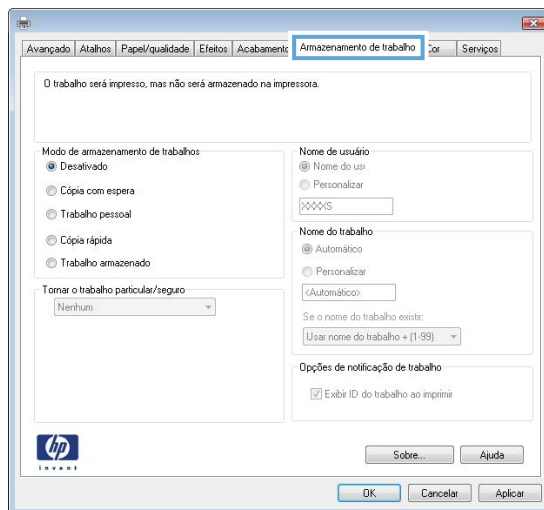 Avançado Atalhos Papel/qualidade Efeitos Acabamento Armazenamento de trabalho Cor Serviços
O trabalho será impresso, mas não será armazenado na impressora.
Modo de armazenamento de trabalhos
Desativado
Cópia com espera
Trabalho pessoal
Cópia rápida
Trabalho armazenado
Tornar o trabalho particular/seguro
Nenhum
Nome de usuário
Nome do usu
Personalizar
XXXXS
Nome do trabalho
Automático
Personalizar
<Automático>
Se o nome do trabalho existir:
Usar nome do trabalho + (1-99)
Opções de notificação de trabalho
Exibir ID do trabalho ao imprimir
hp
invent
Sobre... Ajuda
OK Cancelar Aplicar